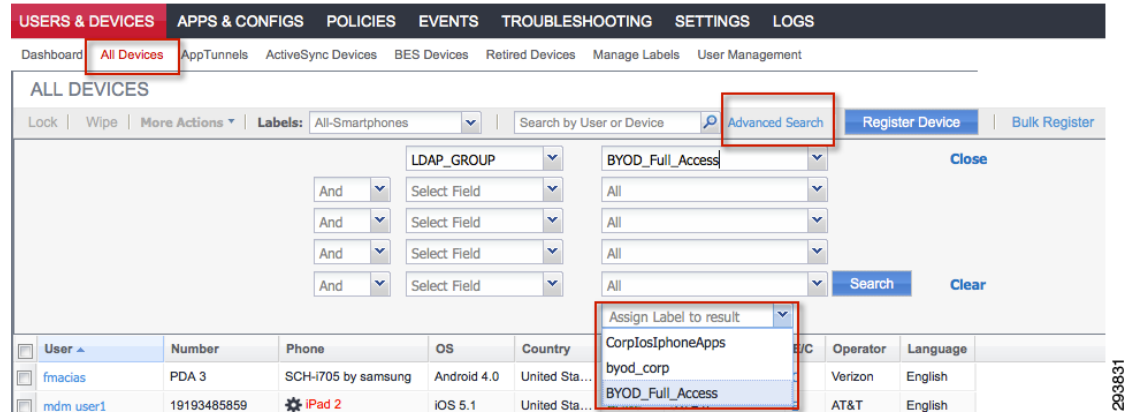 USERS & DEVICES APPS & CONFIGS POLICIES EVENTS TROUBLESHOOTING SETTINGS LOGS
Dashboard All Devices AppTunnels ActiveSync Devices BES Devices Retired Devices Manage Labels User Management
ALL DEVICES
Lock | Wipe | More Actions | Labels: All-Smartphones | Search by User or Device Advanced Search Register Device | Bulk Register
LDAP_GROUP BYOD_Full_Access Close
And Select Field All
And Select Field All
And Select Field All
And Select Field All Search Clear
Assign Label to result
CorpIosIphoneApps
byod_corp
BYOD_Full_Access
User Number Phone OS Country E/C Operator Language
fmacias PDA 3 SCH-i705 by samsung Android 4.0 United Sta... Verizon English
mdm user1 19193485859 iPad 2 iOS 5.1 United Sta... AT&T English
293831